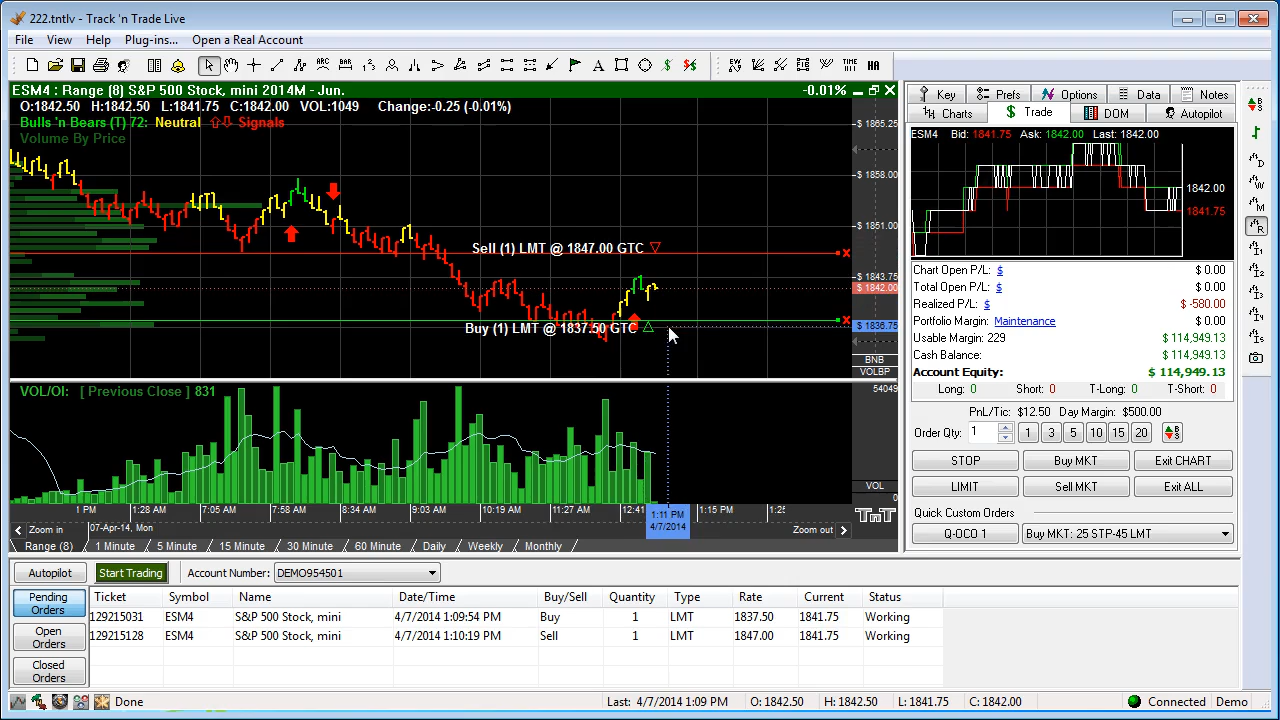 222.tntlv - Track 'n Trade Live
File View Help Plug-ins... Open a Real Account
ESM4 : Range (8) S&P 500 Stock, mini 2014M - Jun. -0.01%
O:1842.50 H:1842.50 L:1841.75 C:1842.00 VOL:1049 Change:-0.25 (-0.01%)
Bulls 'n Bears (T) 72: Neutral Signals
Volume By Price
Sell (1) LMT @ 1847.00 GTC
Buy (1) LMT @ 1837.50 GTC
$ 1865.25
$ 1858.00
$ 1851.00
$ 1843.75
$ 1842.00
$ 1836.75
BNB
VOLBP
VOL/OI: [ Previous Close ] 831
54049
VOL
0
1 PM 7:05 AM 7:58 AM 8:34 AM 9:03 AM 10:19 AM 11:27 AM 12:41 1:11 PM 4/7/2014 1:15 PM 1:25
Zoom in 07-Apr-14, Mon Zoom out
TnT
Range (8) 1 Minute 5 Minute 15 Minute 30 Minute 60 Minute Daily Weekly Monthly
Key Prefs Options Data Notes
Charts Trade DOM Autopilot
ESM4 Bid: 1841.75 Ask: 1842.00 Last: 1842.00
1842.00
1841.75
Chart Open P/L: $ $ 0.00
Total Open P/L: $ $ 0.00
Realized P/L: $ $ -580.00
Portfolio Margin: Maintenance $ 0.00
Usable Margin: 229 $ 114,949.13
Cash Balance: $ 114,949.13
Account Equity: $ 114,949.13
Long: 0 Short: 0 T-Long: 0 T-Short: 0
PnL/Tic: $12.50 Day Margin: $500.00
Order Qty: 1 1 3 5 10 15 20
STOP Buy MKT Exit CHART
LIMIT Sell MKT Exit ALL
Quick Custom Orders
Q-OCO 1 Buy MKT: 25 STP-45 LMT
Autopilot Start Trading Account Number: DEMO954501
Pending Orders
Open Orders
Closed Orders
Ticket Symbol Name Date/Time Buy/Sell Quantity Type Rate Current Status
129215031 ESM4 S&P 500 Stock, mini 4/7/2014 1:09:54 PM Buy 1 LMT 1837.50 1841.75 Working
129215128 ESM4 S&P 500 Stock, mini 4/7/2014 1:10:19 PM Sell 1 LMT 1847.00 1841.75 Working
Done Last: 4/7/2014 1:09 PM O: 1842.50 H: 1842.50 L: 1841.75 C: 1842.00 Connected Demo